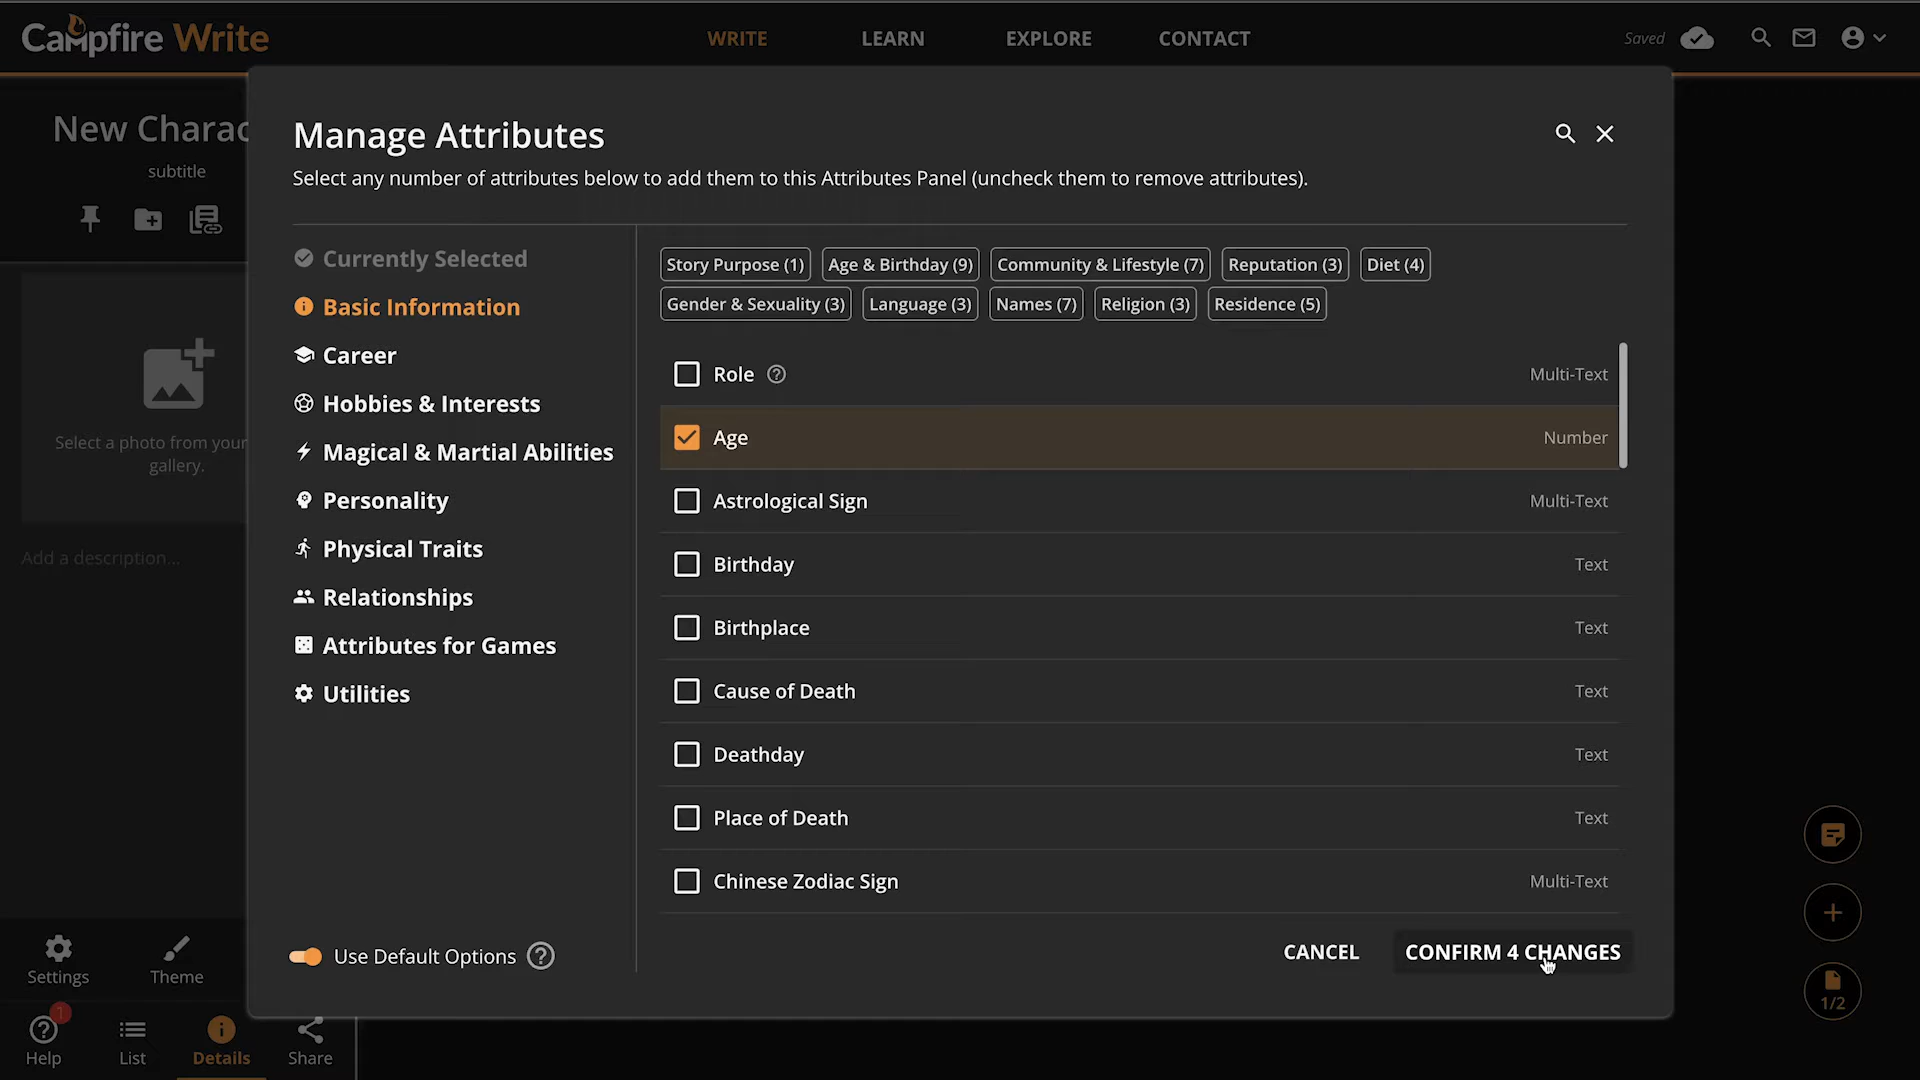 Campfire Write
WRITE
LEARN
EXPLORE
CONTACT
Saved
New Charac
subtitle
Select a photo from your
gallery.
Add a description...
Manage Attributes
Select any number of attributes below to add them to this Attributes Panel (uncheck them to remove attributes).
Currently Selected
Basic Information
Career
Hobbies & Interests
Magical & Martial Abilities
Personality
Physical Traits
Relationships
Attributes for Games
Utilities
Use Default Options
Story Purpose (1)
Age & Birthday (9)
Community & Lifestyle (7)
Reputation (3)
Diet (4)
Gender & Sexuality (3)
Language (3)
Names (7)
Religion (3)
Residence (5)
Role
Multi-Text
Age
Number
Astrological Sign
Multi-Text
Birthday
Text
Birthplace
Text
Cause of Death
Text
Deathday
Text
Place of Death
Text
Chinese Zodiac Sign
Multi-Text
CANCEL
CONFIRM 4 CHANGES
Settings
Theme
1
Help
List
Details
Share
1/2